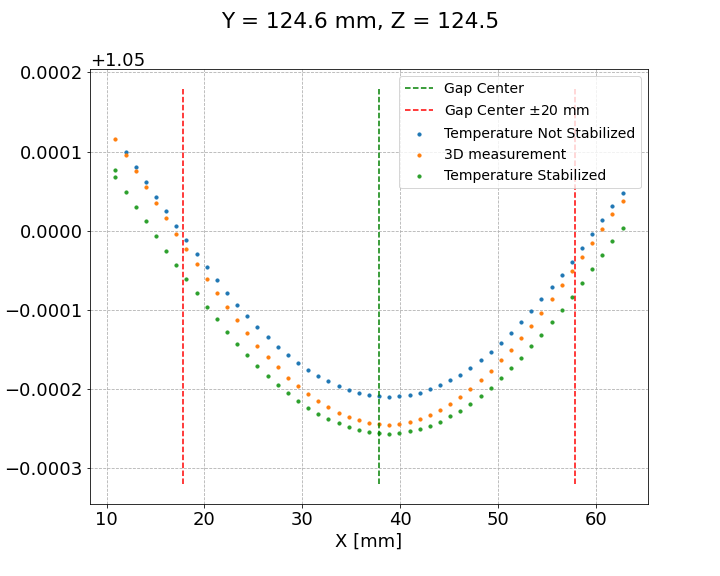 Y = 124.6 mm, Z = 124.5
+1.05
0.0002
0.0001
0.0000
−0.0001
−0.0002
−0.0003
Gap Center
Gap Center ±20 mm
Temperature Not Stabilized
3D measurement
Temperature Stabilized
10 20 30 40 50 60
X [mm]